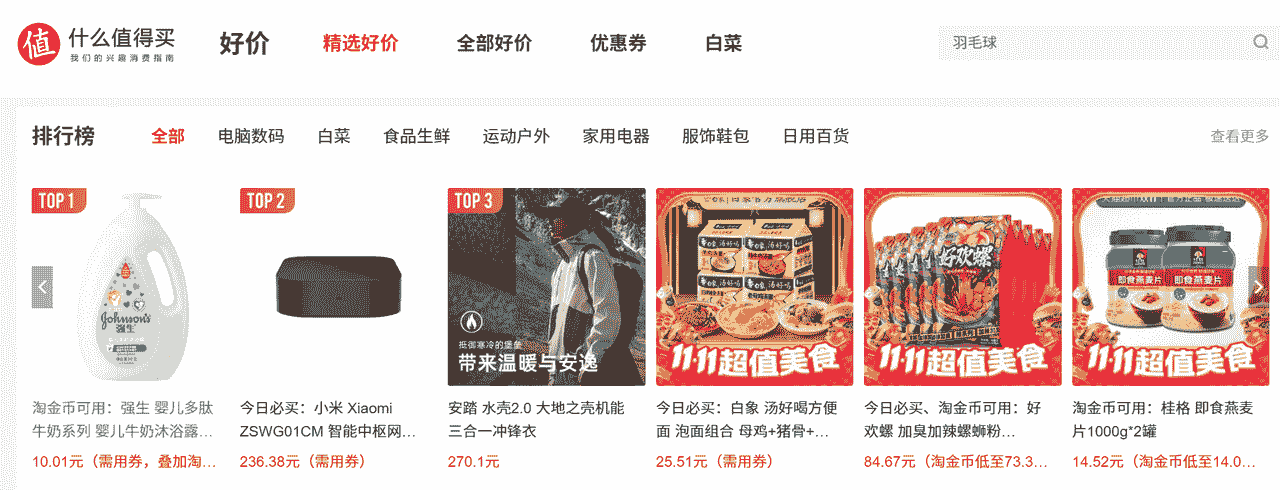 值 什么值得买
我们的兴趣消费指南
好价 精选好价 全部好价 优惠券 白菜
羽毛球
排行榜 全部 电脑数码 白菜 食品生鲜 运动户外 家用电器 服饰鞋包 日用百货 查看更多
TOP 1
TOP 2
TOP 3
Johnson's
强生
抵御寒冷的堡垒
带来温暖与安逸
白象 汤好喝
11·11超值美食
好欢螺
11·11超值美食
即食燕麦片
即食燕麦片
11·11超值美食
淘金币可用：强生 婴儿多肽
牛奶系列 婴儿牛奶沐浴露…
10.01元（需用券，叠加淘…
今日必买：小米 Xiaomi
ZSWG01CM 智能中枢网…
236.38元（需用券）
安踏 水壳2.0 大地之壳机能
三合一冲锋衣
270.1元
今日必买：白象 汤好喝方便
面 泡面组合 母鸡+猪骨+…
25.51元（需用券）
今日必买、淘金币可用：好
欢螺 加臭加辣螺蛳粉…
84.67元（淘金币低至73.3…
淘金币可用：桂格 即食燕麦
片1000g*2罐
14.52元（淘金币低至14.0…